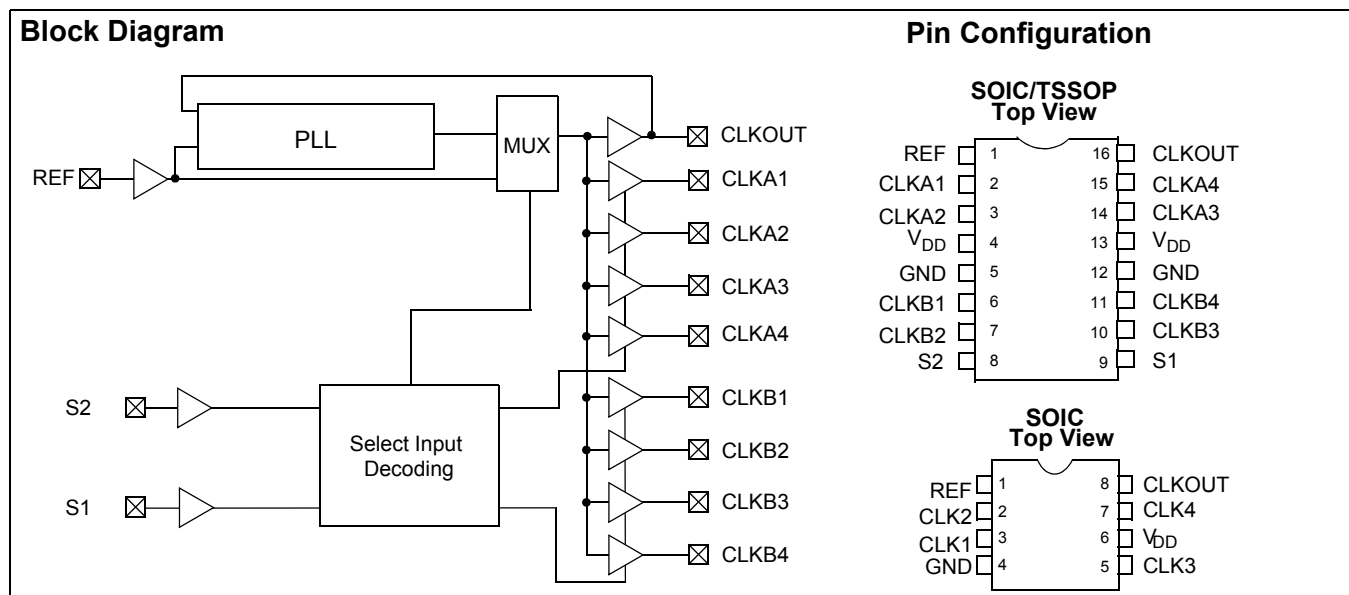 Block Diagram
PLL
MUX
REF
CLKOUT
CLKA1
CLKA2
CLKA3
CLKA4
S2
S1
Select Input
Decoding
CLKB1
CLKB2
CLKB3
CLKB4
Pin Configuration
SOIC/TSSOP
Top View
REF 1 16 CLKOUT
CLKA1 2 15 CLKA4
CLKA2 3 14 CLKA3
VDD 4 13 VDD
GND 5 12 GND
CLKB1 6 11 CLKB4
CLKB2 7 10 CLKB3
S2 8 9 S1
SOIC
Top View
REF 1 8 CLKOUT
CLK2 2 7 CLK4
CLK1 3 6 VDD
GND 4 5 CLK3